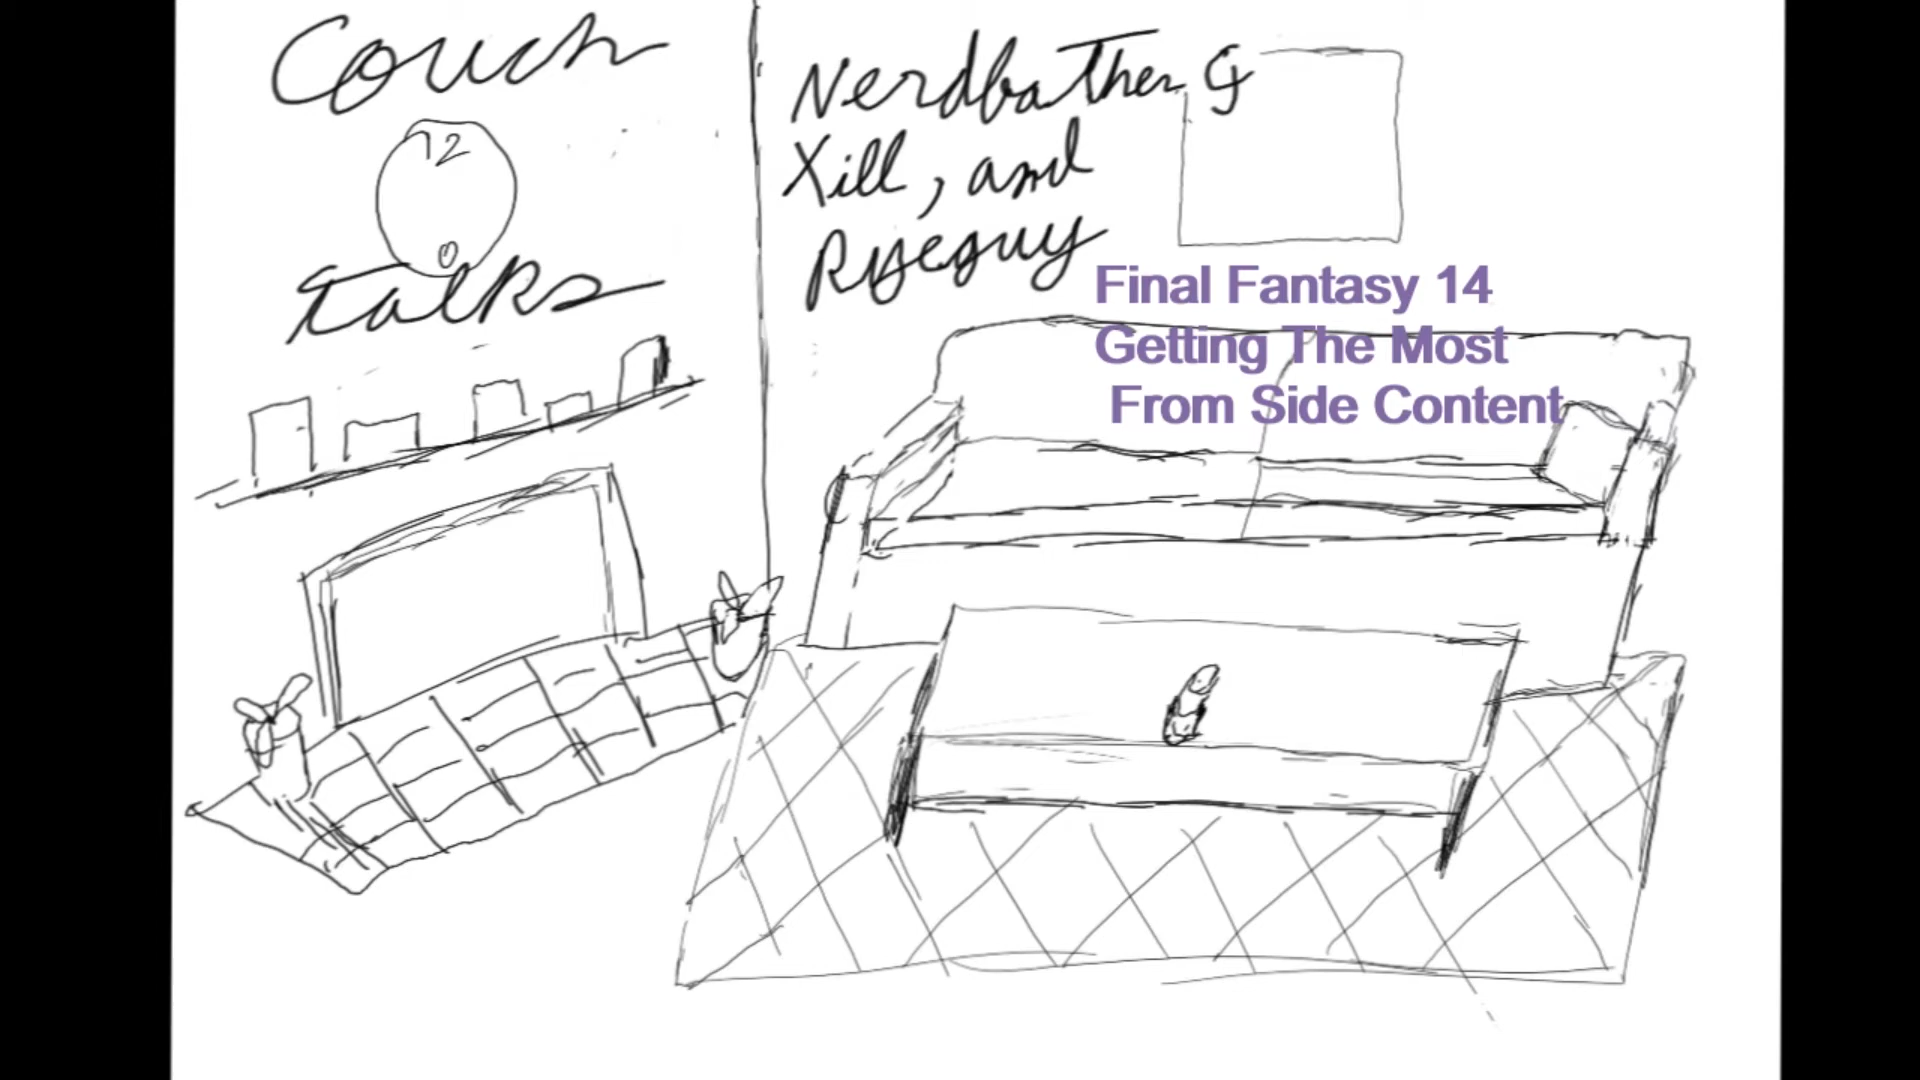 Couch
12
Talks
Nerdbather G
Xill, and
Ryeguy
Final Fantasy 14
Getting The Most
From Side Content